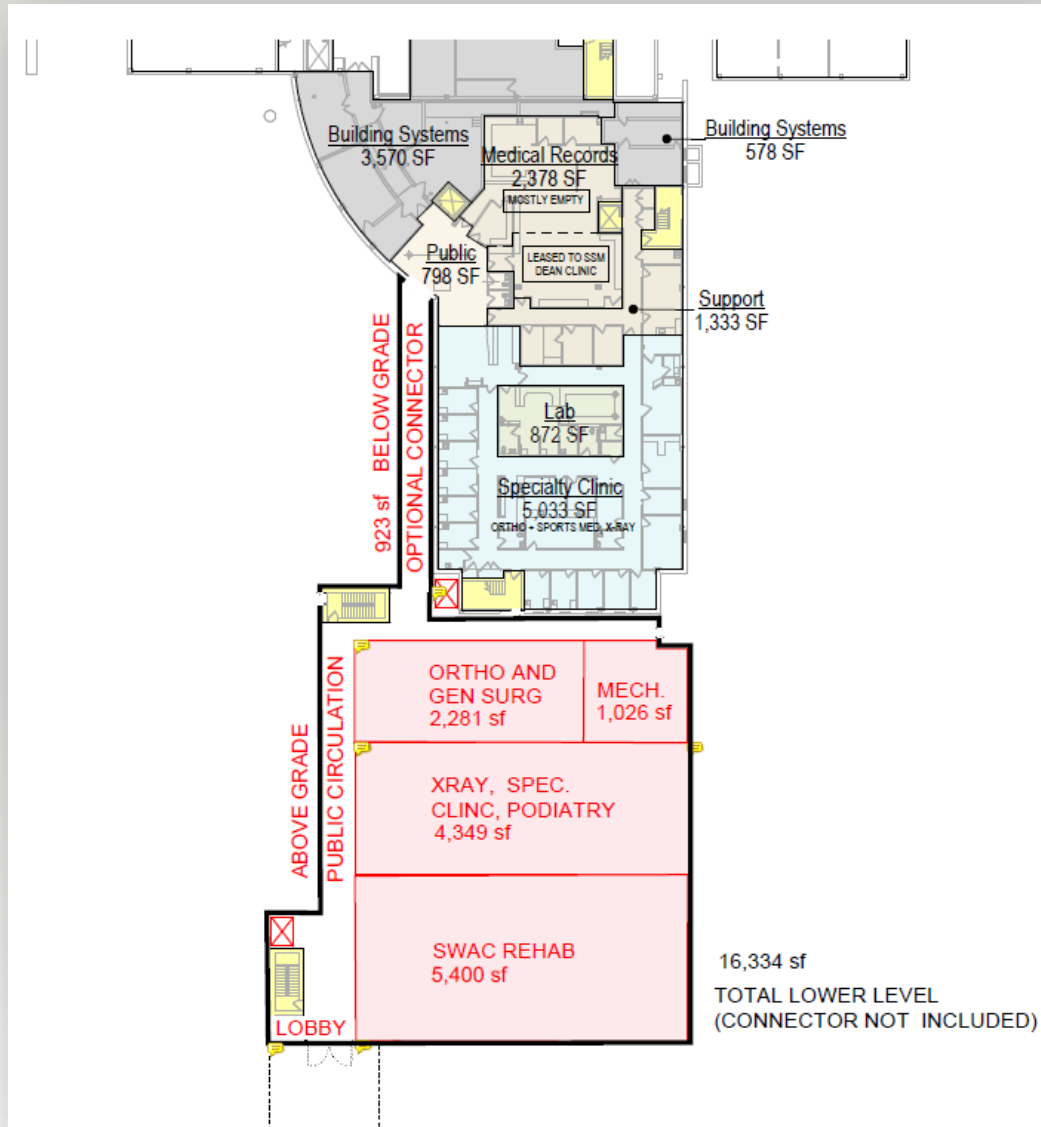 Building Systems
3,570 SF
Medical Records
2,378 SF
MOSTLY EMPTY
Building Systems
578 SF
Public
798 SF
LEASED TO SSM
DEAN CLINIC
Support
1,333 SF
923 sf BELOW GRADE
OPTIONAL CONNECTOR
Lab
872 SF
Specialty Clinic
5,033 SF
ORTHO + SPORTS MED, X-RAY
ABOVE GRADE
PUBLIC CIRCULATION
ORTHO AND
GEN SURG
2,281 sf
MECH.
1,026 sf
XRAY, SPEC.
CLINC, PODIATRY
4,349 sf
SWAC REHAB
5,400 sf
LOBBY
16,334 sf
TOTAL LOWER LEVEL
(CONNECTOR NOT INCLUDED)